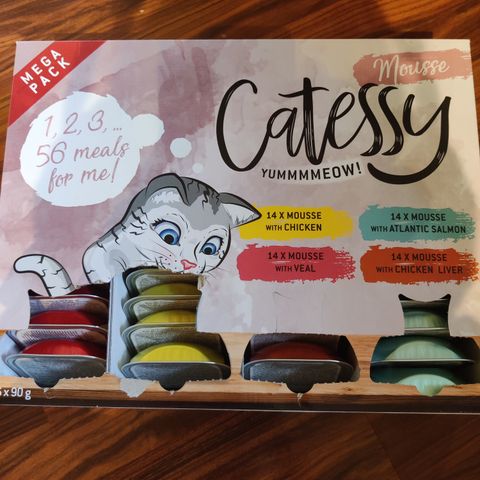 MEGA
PACK
Mousse
Catessy
YUMMMMEOW!
1, 2, 3, ...
56 meals
for me!
14 X MOUSSE
WITH CHICKEN
14 X MOUSSE
WITH ATLANTIC SALMON
14 X MOUSSE
WITH VEAL
14 X MOUSSE
WITH CHICKEN LIVER
x 90 g